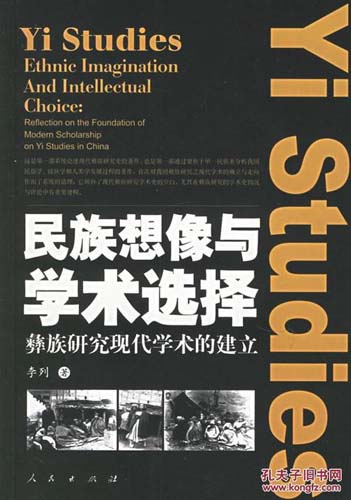 Yi Studies
Ethnic Imagination
And Intellectual
Choice:
Reflection on the Foundation of
Modern Scholarship
on Yi Studies in China
Yi Studies
民族想像与
学术选择
彝族研究现代学术的建立
李列 著
人民出版社
孔夫子旧书网
www.kongfz.com